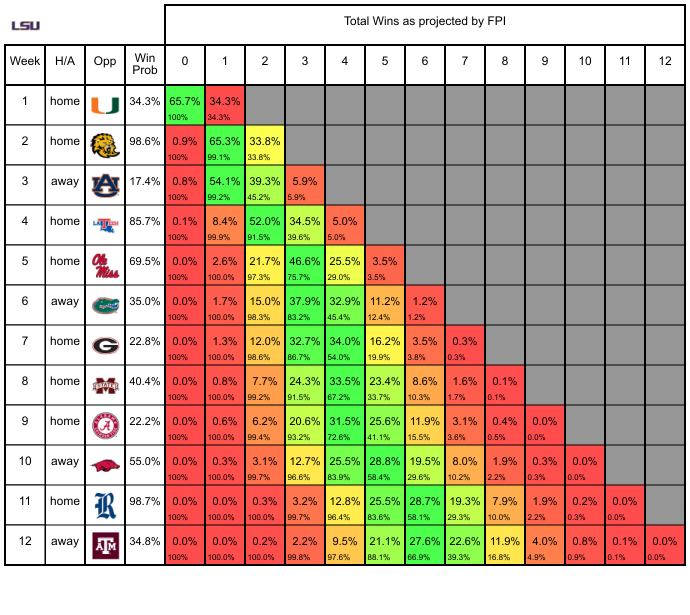 LSU
Total Wins as projected by FPI
Week H/A Opp Win Prob 0 1 2 3 4 5 6 7 8 9 10 11 12
1 home U 34.3% 65.7% 34.3%
100% 34.3%
2 home 98.6% 0.9% 65.3% 33.8%
100% 99.1% 33.8%
3 away AU 17.4% 0.8% 54.1% 39.3% 5.9%
100% 99.2% 45.2% 5.9%
4 home LA TECH 85.7% 0.1% 8.4% 52.0% 34.5% 5.0%
100% 99.9% 91.5% 39.6% 5.0%
5 home Ole Miss 69.5% 0.0% 2.6% 21.7% 46.6% 25.5% 3.5%
100% 100.0% 97.3% 75.7% 29.0% 3.5%
6 away 35.0% 0.0% 1.7% 15.0% 37.9% 32.9% 11.2% 1.2%
100% 100.0% 98.3% 83.2% 45.4% 12.4% 1.2%
7 home G 22.8% 0.0% 1.3% 12.0% 32.7% 34.0% 16.2% 3.5% 0.3%
100% 100.0% 98.6% 86.7% 54.0% 19.9% 3.8% 0.3%
8 home M STATE 40.4% 0.0% 0.8% 7.7% 24.3% 33.5% 23.4% 8.6% 1.6% 0.1%
100% 100.0% 99.2% 91.5% 67.2% 33.7% 10.3% 1.7% 0.1%
9 home A 22.2% 0.0% 0.6% 6.2% 20.6% 31.5% 25.6% 11.9% 3.1% 0.4% 0.0%
100% 100.0% 99.4% 93.2% 72.6% 41.1% 15.5% 3.6% 0.5% 0.0%
10 away 55.0% 0.0% 0.3% 3.1% 12.7% 25.5% 28.8% 19.5% 8.0% 1.9% 0.3% 0.0%
100% 100.0% 99.7% 96.6% 83.9% 58.4% 29.6% 10.2% 2.2% 0.3% 0.0%
11 home R 98.7% 0.0% 0.0% 0.3% 3.2% 12.8% 25.5% 28.7% 19.3% 7.9% 1.9% 0.2% 0.0%
100% 100.0% 100.0% 99.7% 96.4% 83.6% 58.1% 29.3% 10.0% 2.2% 0.3% 0.0%
12 away ATM 34.8% 0.0% 0.0% 0.2% 2.2% 9.5% 21.1% 27.6% 22.6% 11.9% 4.0% 0.8% 0.1% 0.0%
100% 100.0% 100.0% 99.8% 97.6% 88.1% 66.9% 39.3% 16.8% 4.9% 0.9% 0.1% 0.0%